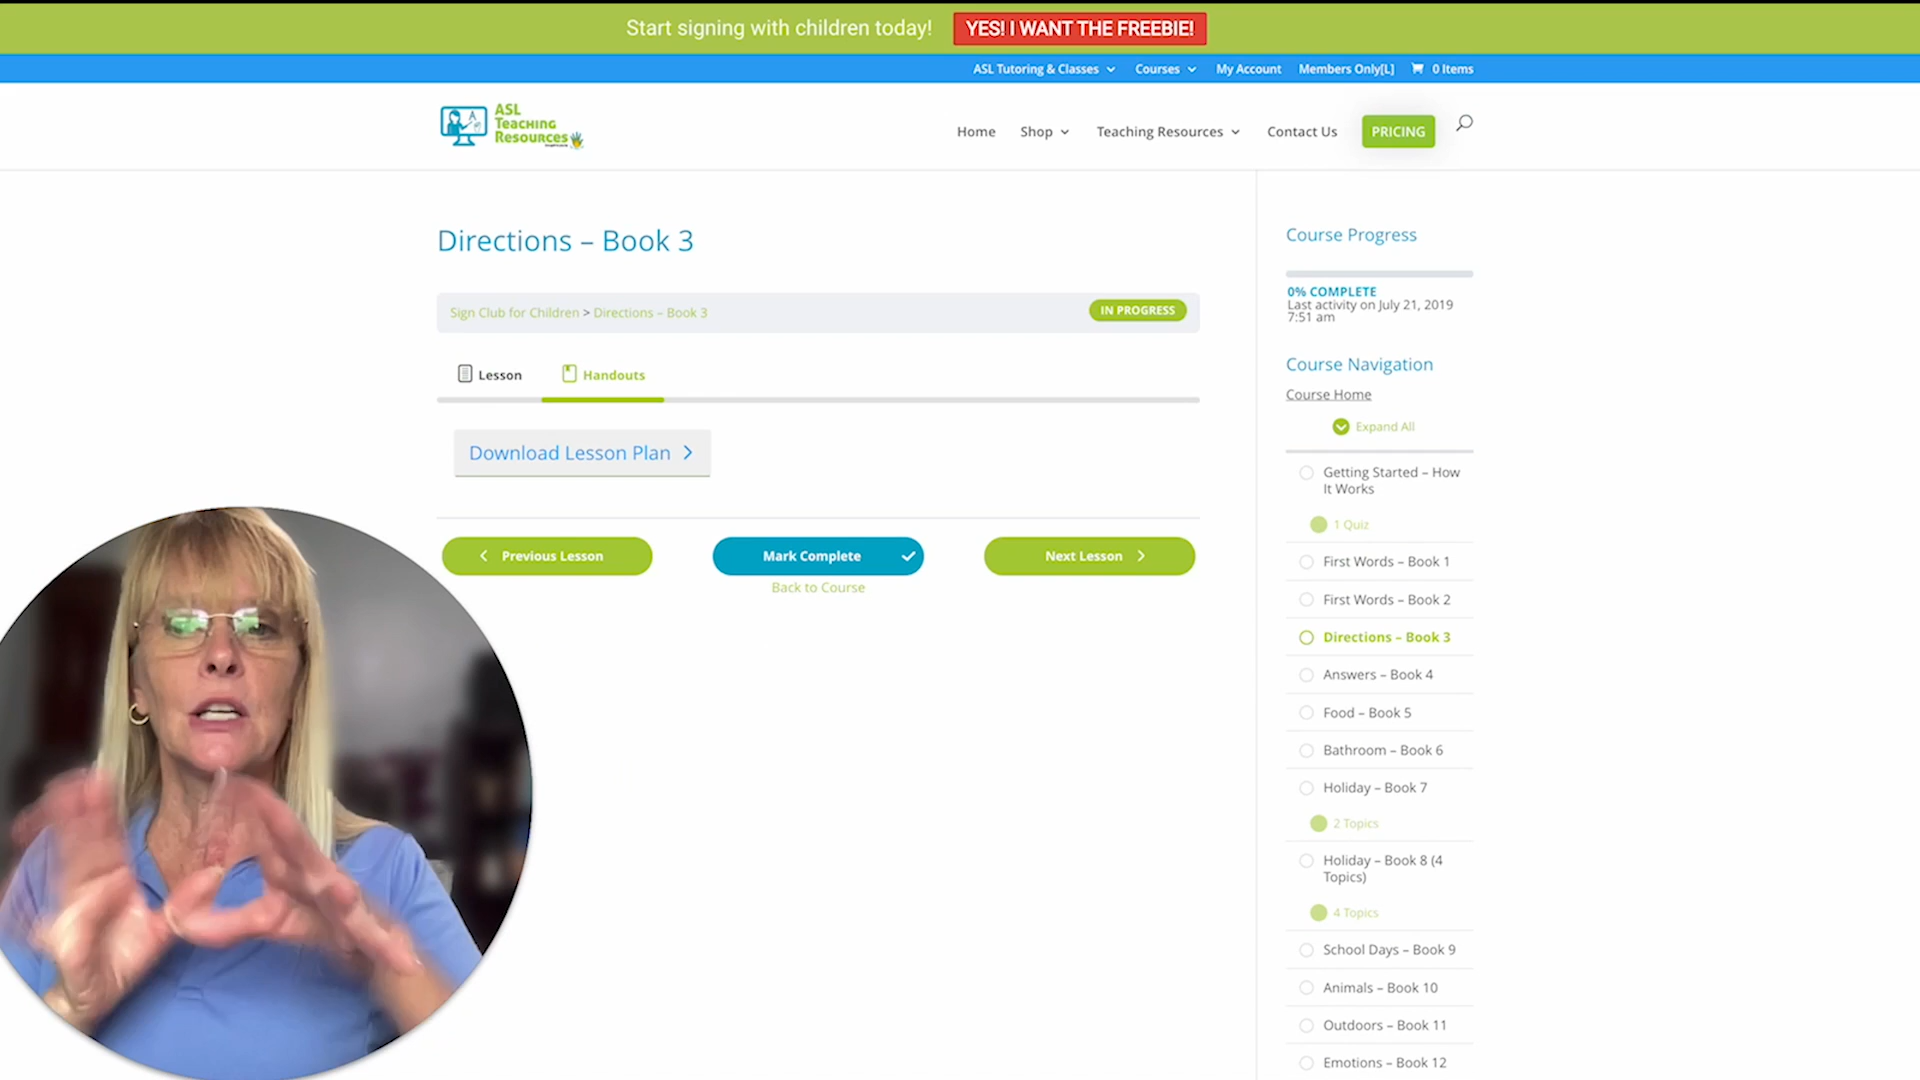 Start signing with children today! YES! I WANT THE FREEBIE!
ASL Tutoring & Classes Courses My Account Members Only[L] 0 Items
ASL
Teaching
Resources
Home Shop Teaching Resources Contact Us PRICING
Directions – Book 3
Sign Club for Children > Directions – Book 3 IN PROGRESS
Lesson Handouts
Download Lesson Plan
Previous Lesson Mark Complete Next Lesson
Back to Course
Course Progress
0% COMPLETE
Last activity on July 21, 2019
7:51 am
Course Navigation
Course Home
Expand All
Getting Started – How
It Works
1 Quiz
First Words – Book 1
First Words – Book 2
Directions – Book 3
Answers – Book 4
Food – Book 5
Bathroom – Book 6
Holiday – Book 7
2 Topics
Holiday – Book 8 (4
Topics)
4 Topics
School Days – Book 9
Animals – Book 10
Outdoors – Book 11
Emotions – Book 12